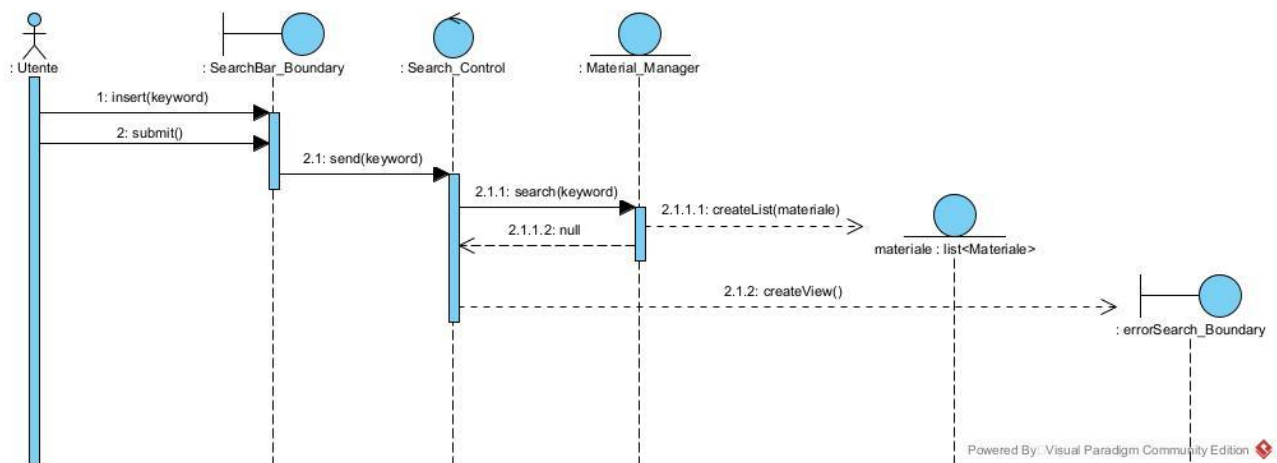 : Utente
: SearchBar_Boundary
: Search_Control
: Material_Manager
1: insert(keyword)
2: submit()
2.1: send(keyword)
2.1.1: search(keyword)
2.1.1.1: createList(materiale)
2.1.1.2: null
materiale : list<Materiale>
2.1.2: createView()
: errorSearch_Boundary
Powered By Visual Paradigm Community Edition